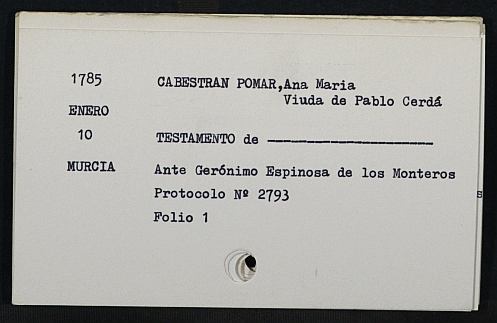 1785 CABESTRAN POMAR, Ana Maria
Viuda de Pablo Cerdá
ENERO
10 TESTAMENTO de ---------------------
MURCIA Ante Gerónimo Espinosa de los Monteros
Protocolo Nº 2793
Folio 1
s